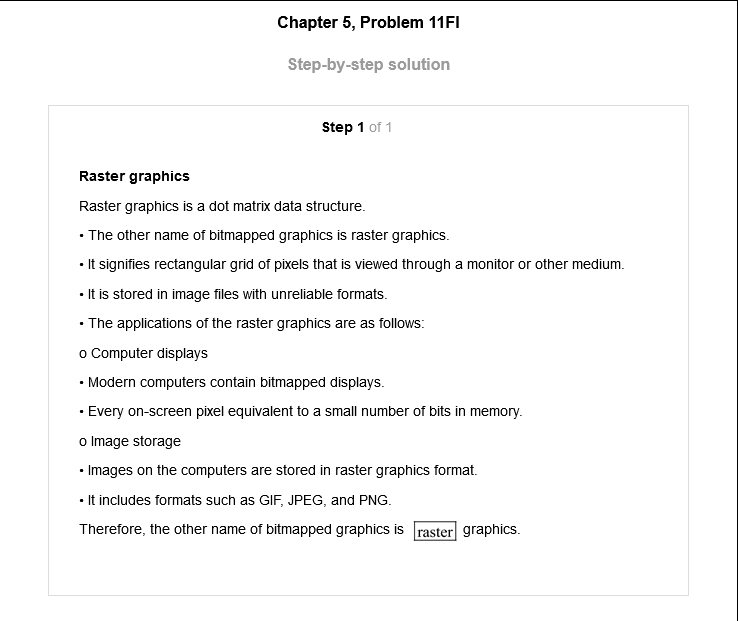 Chapter 5, Problem 11FI
Step-by-step solution
Step 1 of 1
Raster graphics
Raster graphics is a dot matrix data structure.
• The other name of bitmapped graphics is raster graphics.
• It signifies rectangular grid of pixels that is viewed through a monitor or other medium.
• It is stored in image files with unreliable formats.
• The applications of the raster graphics are as follows:
o Computer displays
• Modern computers contain bitmapped displays.
• Every on-screen pixel equivalent to a small number of bits in memory.
o Image storage
• Images on the computers are stored in raster graphics format.
• It includes formats such as GIF, JPEG, and PNG.
Therefore, the other name of bitmapped graphics is raster graphics.